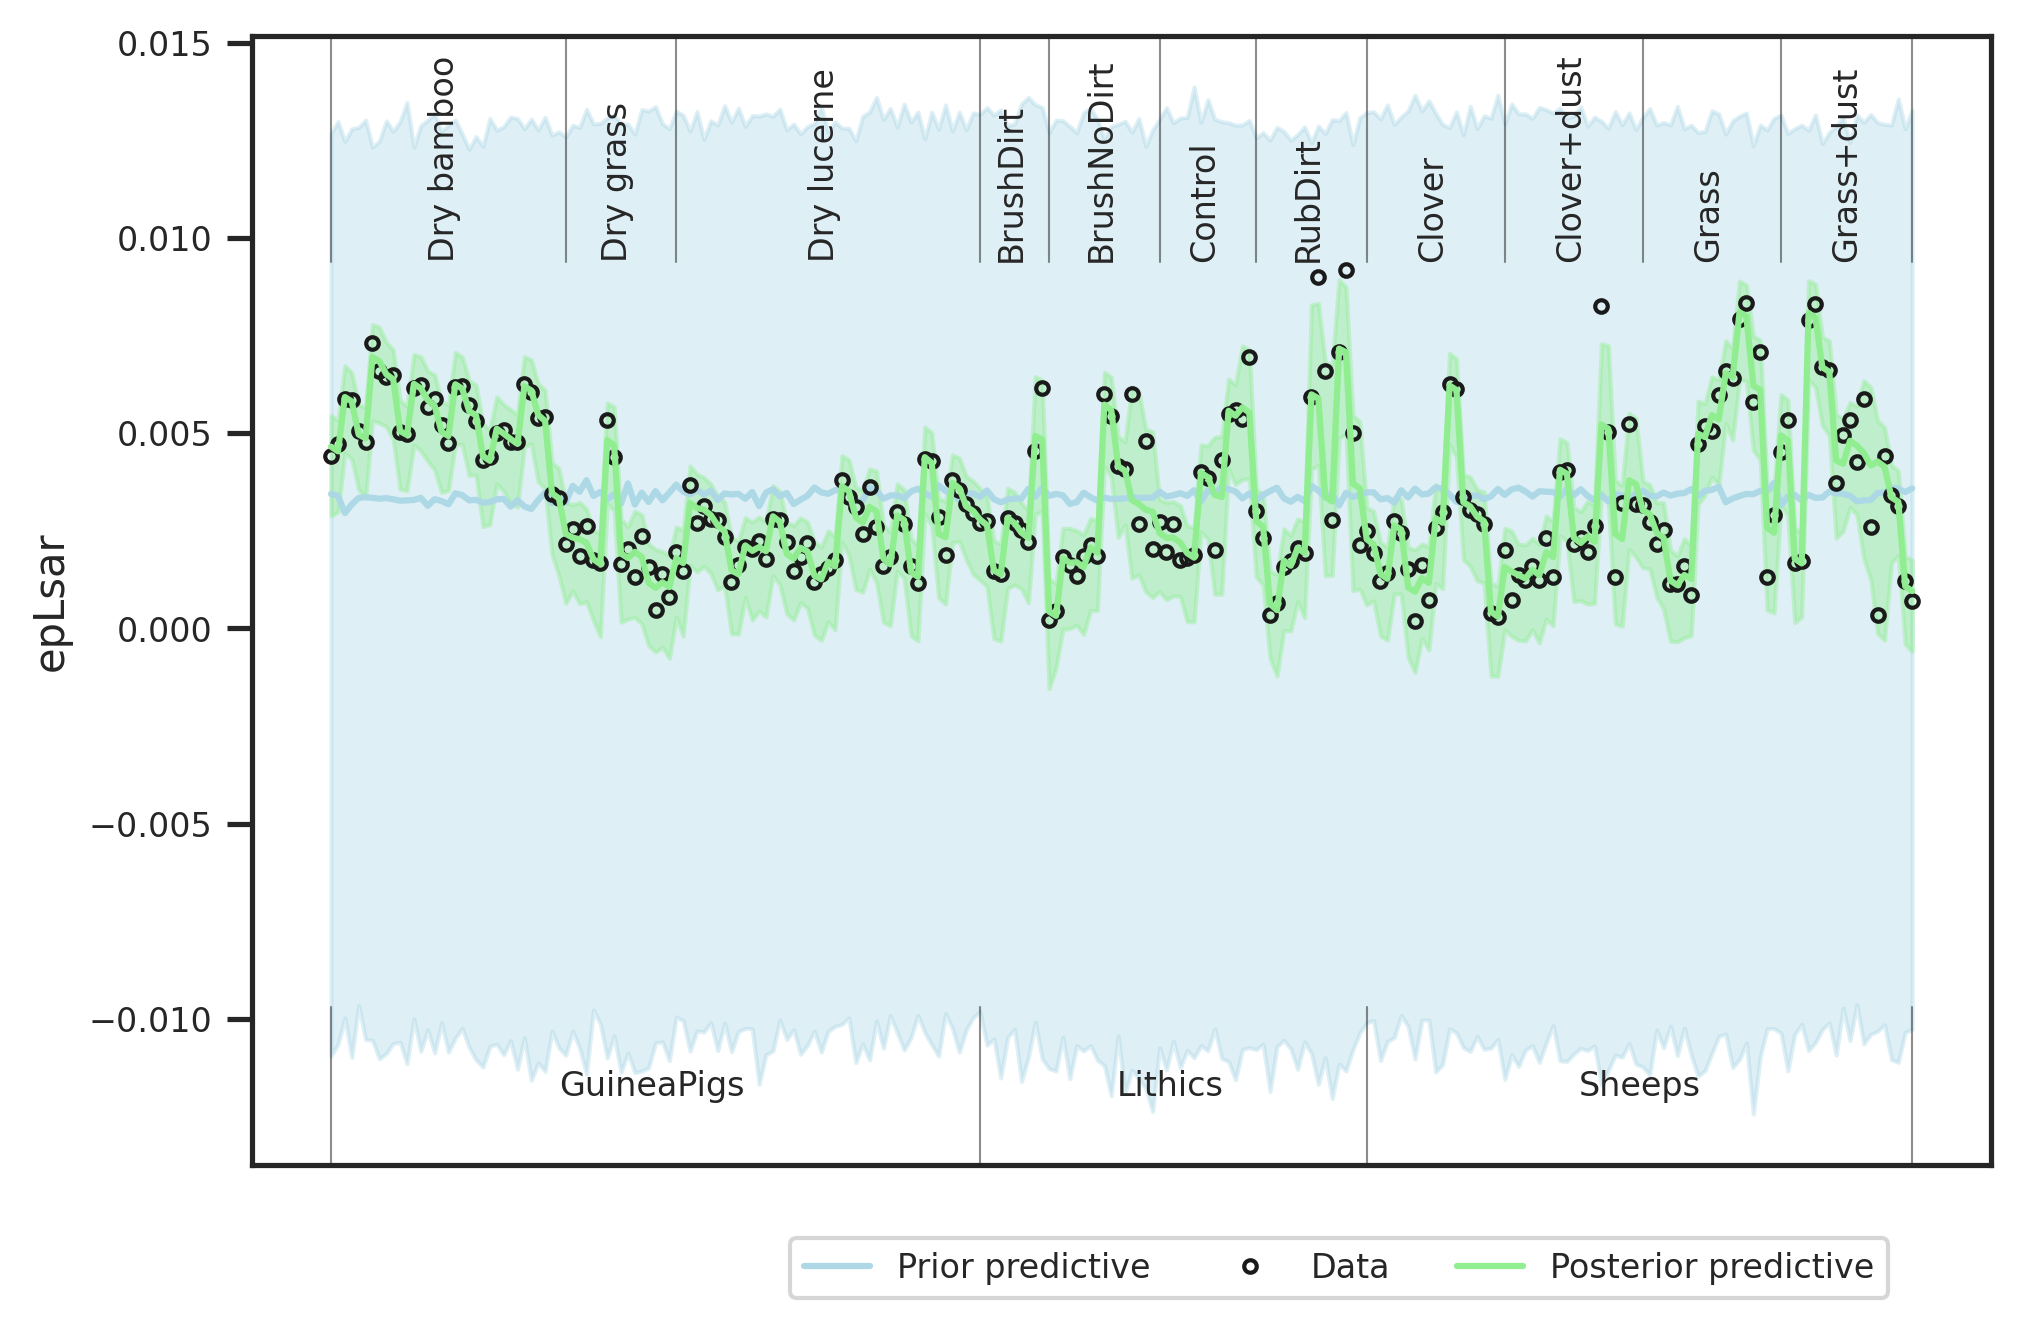 0.015
0.010
0.005
0.000
−0.005
−0.010
epLsar
Dry bamboo
Dry grass
Dry lucerne
BrushDirt
BrushNoDirt
Control
RubDirt
Clover
Clover+dust
Grass
Grass+dust
GuineaPigs
Lithics
Sheeps
Prior predictive
Data
Posterior predictive